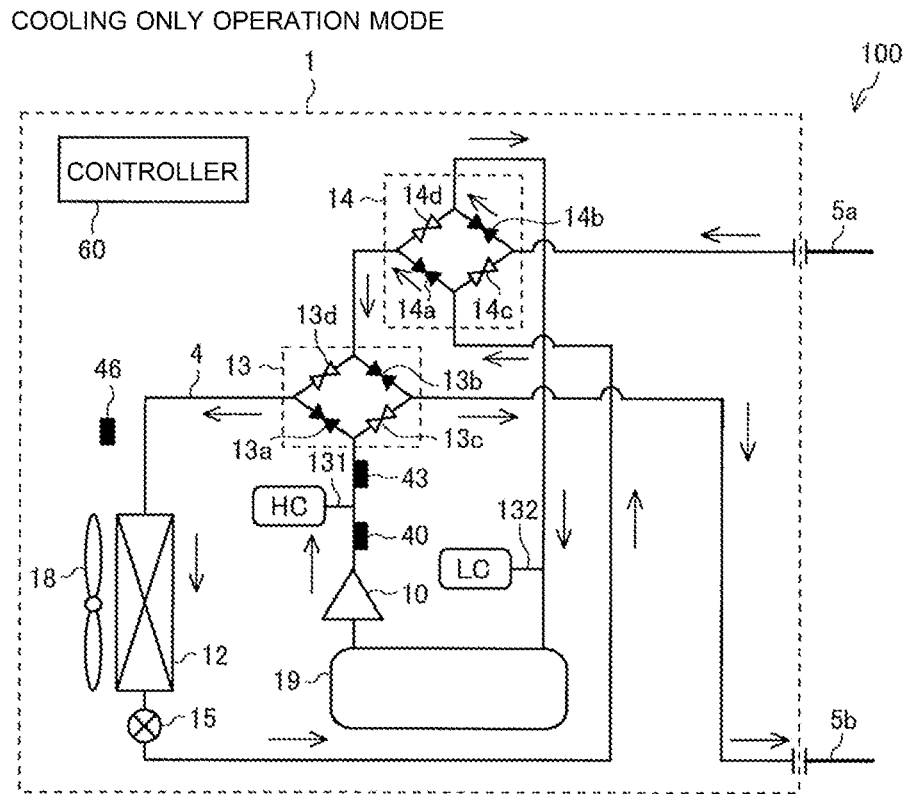 COOLING ONLY OPERATION MODE
1
100
CONTROLLER
60
14
14d
14b
5a
14a
14c
13d
13
13b
4
46
13a
13c
131
43
HC
132
40
LC
18
10
12
19
15
5b